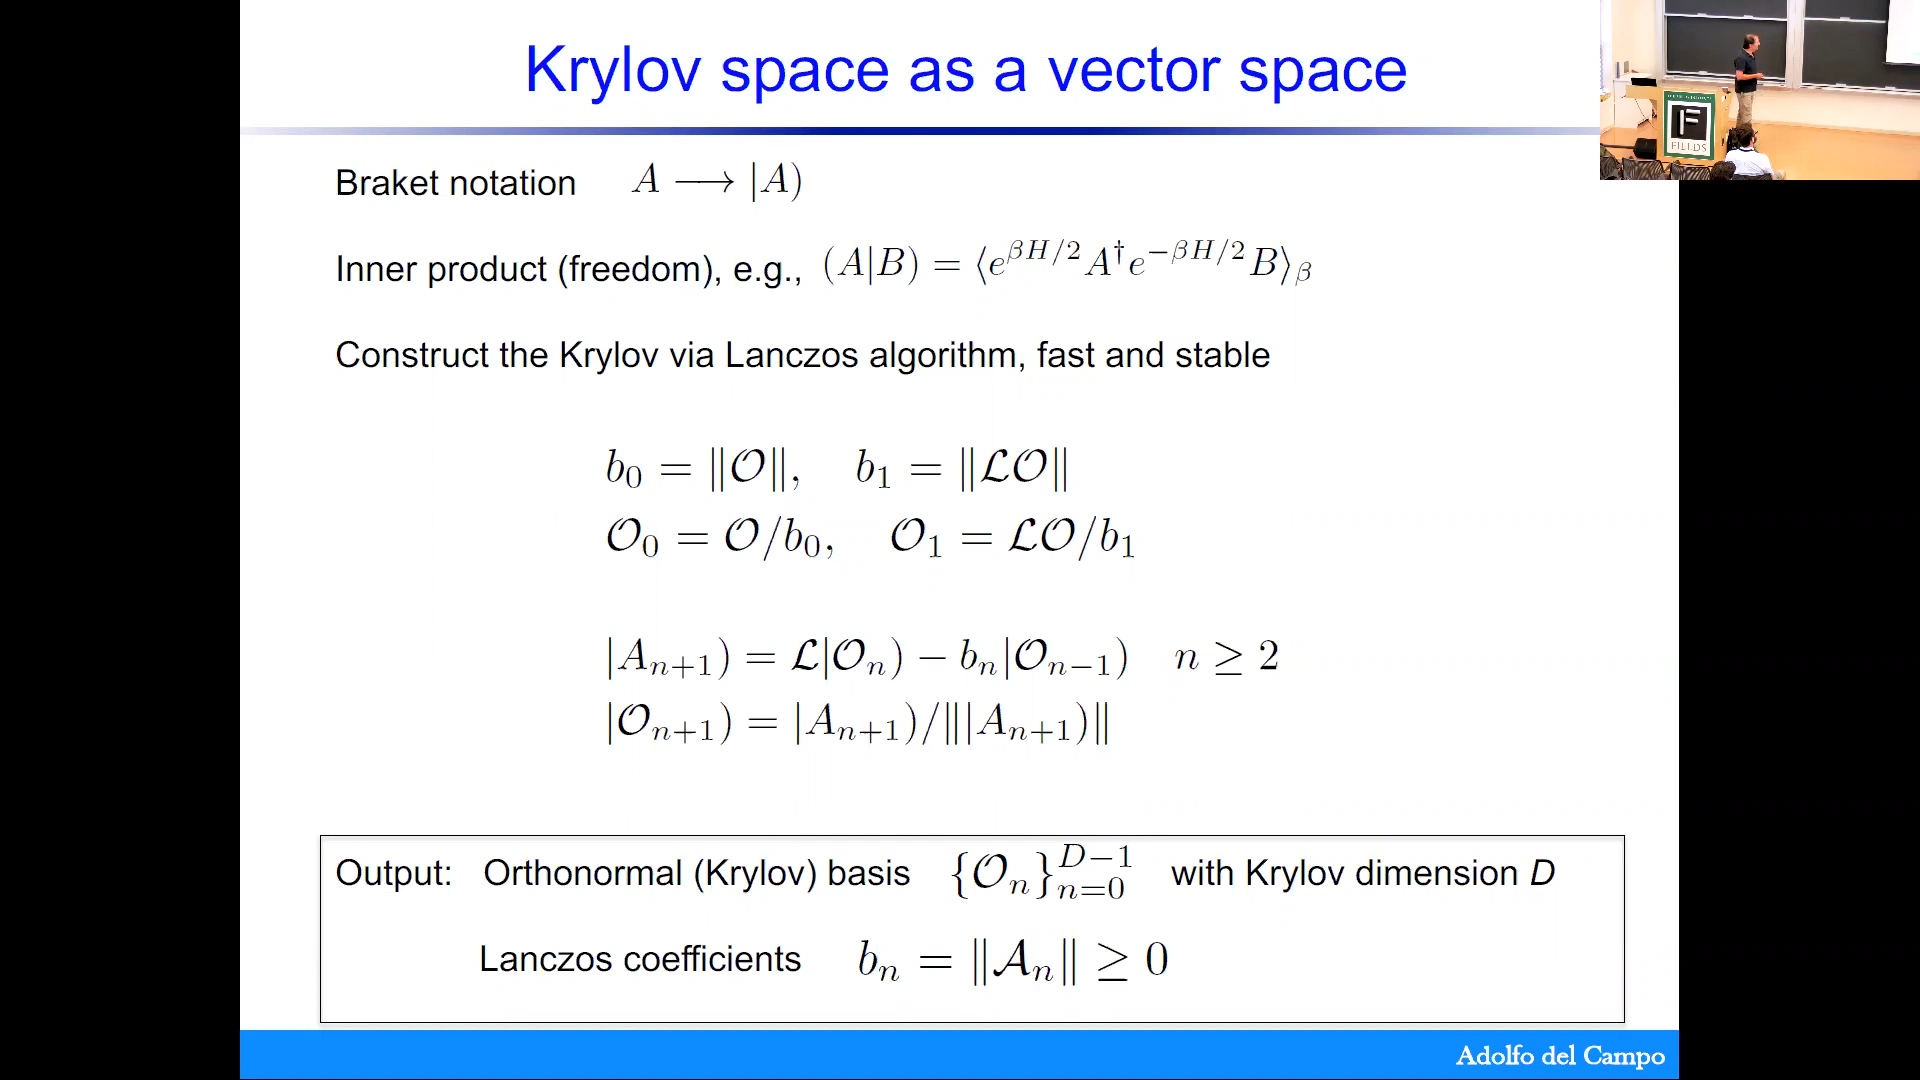 Krylov space as a vector space
Braket notation A ⟶ |A)
Inner product (freedom), e.g., (A|B) = ⟨e^{βH/2} A^† e^{−βH/2} B⟩_β
Construct the Krylov via Lanczos algorithm, fast and stable
b_0 = ‖𝒪‖, b_1 = ‖ℒ𝒪‖
𝒪_0 = 𝒪/b_0, 𝒪_1 = ℒ𝒪/b_1
|A_{n+1}) = ℒ|𝒪_n) − b_n|𝒪_{n−1}) n ≥ 2
|𝒪_{n+1}) = |A_{n+1})/‖|A_{n+1})‖
Output: Orthonormal (Krylov) basis {𝒪_n}_{n=0}^{D−1} with Krylov dimension D
Lanczos coefficients b_n = ‖𝒜_n‖ ≥ 0
Adolfo del Campo
F
FIELDS